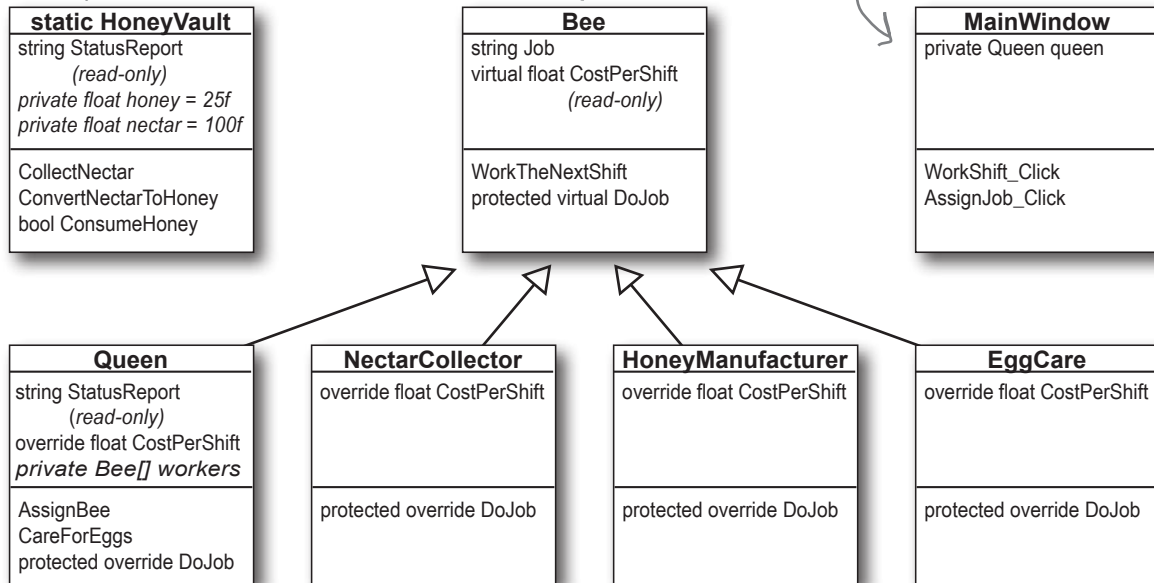 static HoneyVault
string StatusReport
(read-only)
private float honey = 25f
private float nectar = 100f
CollectNectar
ConvertNectarToHoney
bool ConsumeHoney
Bee
string Job
virtual float CostPerShift
(read-only)
WorkTheNextShift
protected virtual DoJob
MainWindow
private Queen queen
WorkShift_Click
AssignJob_Click
Queen
string StatusReport
(read-only)
override float CostPerShift
private Bee[] workers
AssignBee
CareForEggs
protected override DoJob
NectarCollector
override float CostPerShift
protected override DoJob
HoneyManufacturer
override float CostPerShift
protected override DoJob
EggCare
override float CostPerShift
protected override DoJob